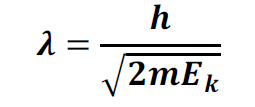 λ = h / √(2mE_k)